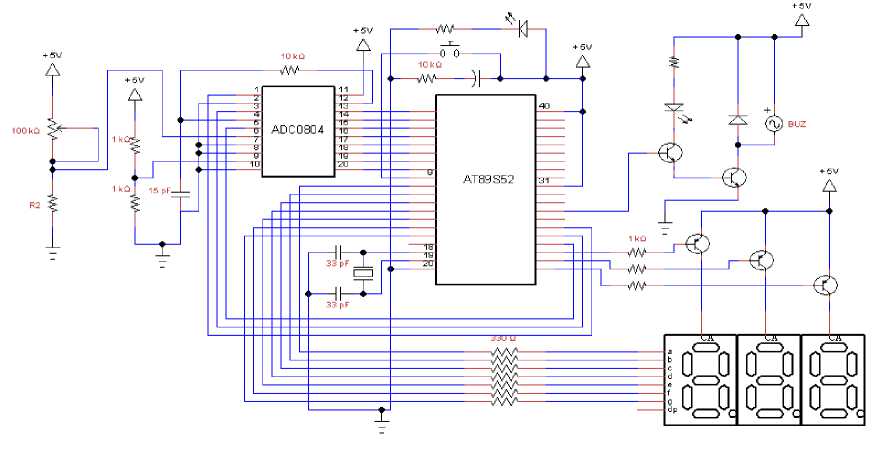 +5V
+5V
+5V
+5V
+5V
+5V
10 kΩ
10 kΩ
BUZ
100 kΩ
1 kΩ
1 kΩ
R2
15 pF
1
2
3
4
5
6
7
8
9
10
ADC0804
11
12
13
14
15
16
17
18
19
20
AT89S52
9
18
19
20
40
31
33 pF
33 pF
1 kΩ
330 Ω
CA
CA
CA
a
b
c
d
e
f
g
dp
+